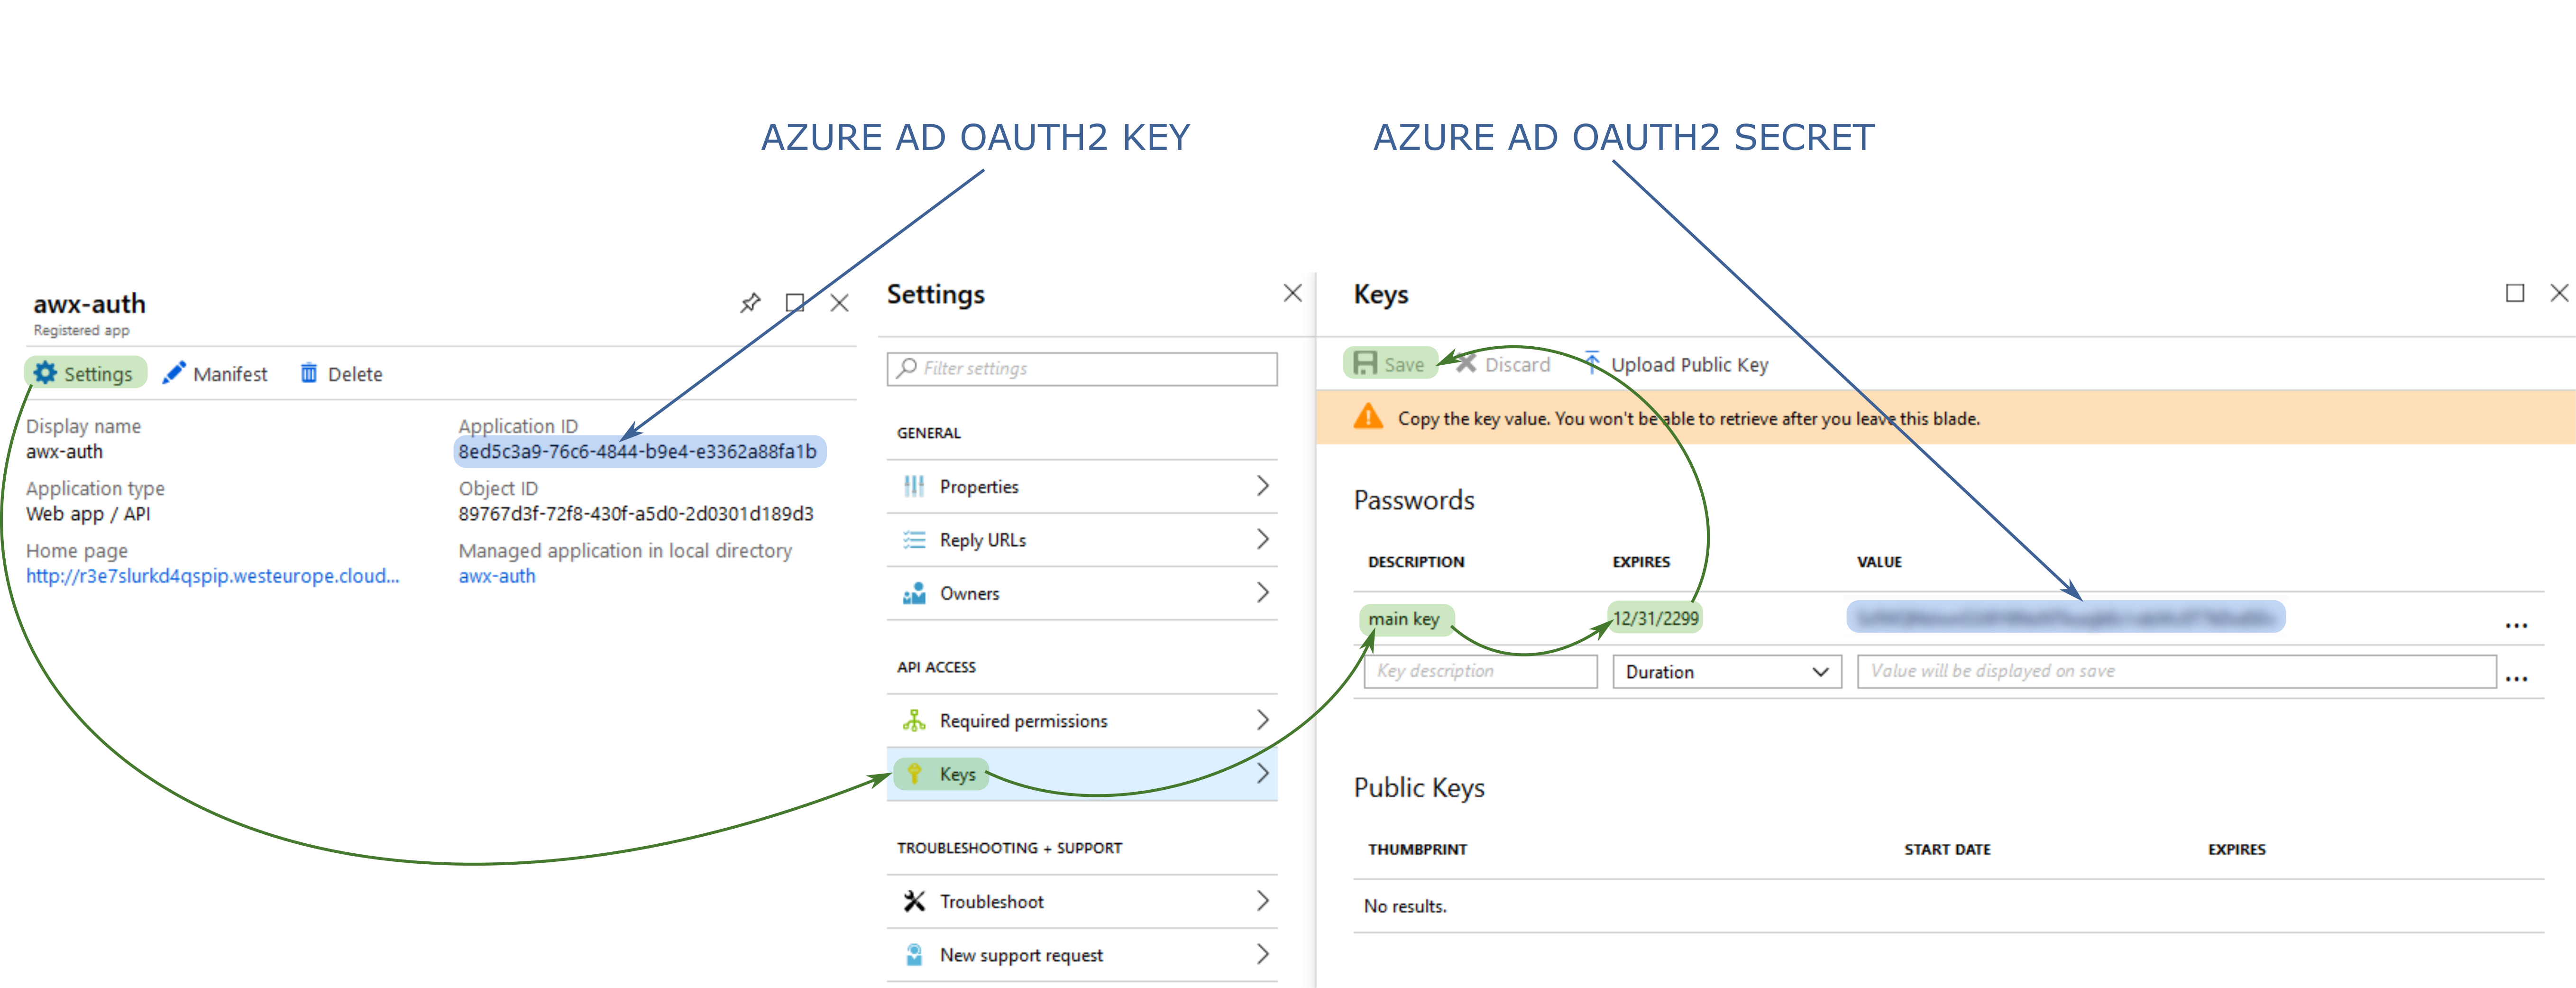 AZURE AD OAUTH2 KEY
AZURE AD OAUTH2 SECRET
awx-auth
Registered app
Settings
Manifest
Delete
Display name
awx-auth
Application type
Web app / API
Home page
http://r3e7slurkd4qspip.westeurope.cloud...
Application ID
8ed5c3a9-76c6-4844-b9e4-e3362a88fa1b
Object ID
89767d3f-72f8-430f-a5d0-2d0301d189d3
Managed application in local directory
awx-auth
Settings
Filter settings
GENERAL
Properties
Reply URLs
Owners
API ACCESS
Required permissions
Keys
TROUBLESHOOTING + SUPPORT
Troubleshoot
New support request
Keys
Save
Discard
Upload Public Key
Copy the key value. You won't be able to retrieve after you leave this blade.
Passwords
DESCRIPTION EXPIRES VALUE
main key 12/31/2299 ...
Key description Duration Value will be displayed on save ...
Public Keys
THUMBPRINT START DATE EXPIRES
No results.